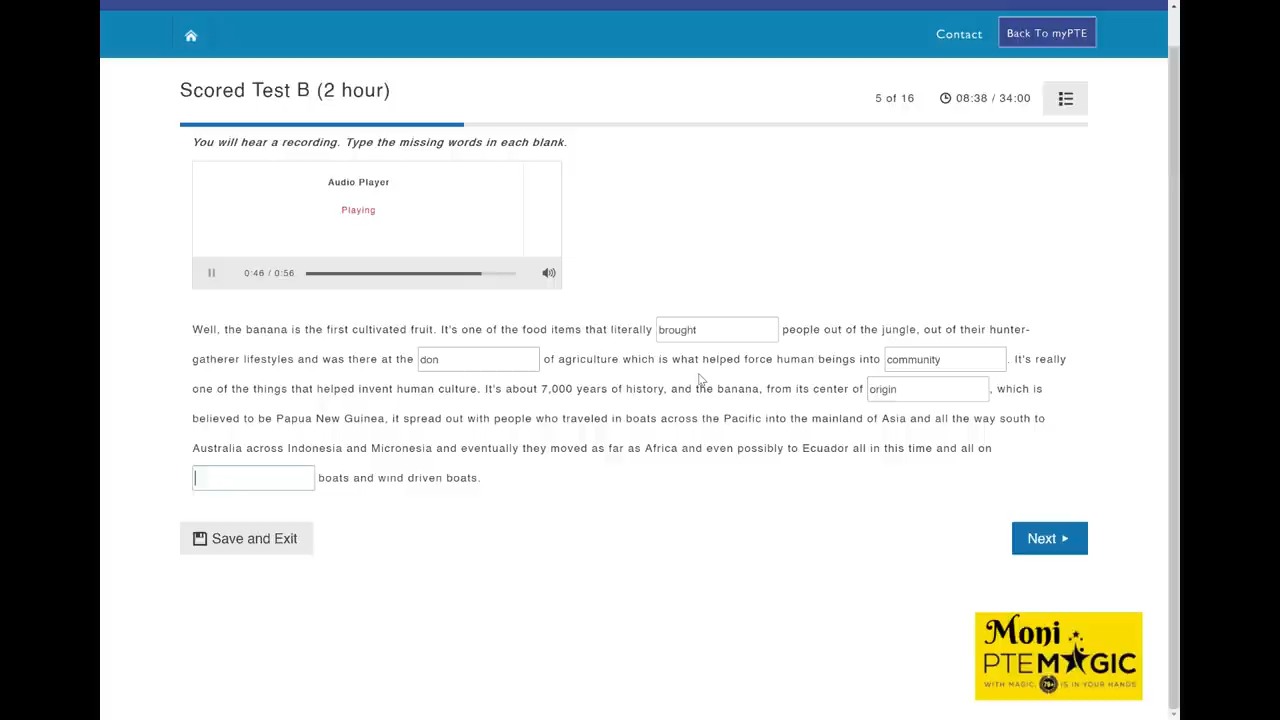 Contact
Back To myPTE
Scored Test B (2 hour)
5 of 16
08:38 / 34:00
You will hear a recording. Type the missing words in each blank.
Audio Player
Playing
0:46 / 0:56
Well, the banana is the first cultivated fruit. It's one of the food items that literally brought people out of the jungle, out of their hunter-
gatherer lifestyles and was there at the don of agriculture which is what helped force human beings into community . It's really
one of the things that helped invent human culture. It's about 7,000 years of history, and the banana, from its center of origin , which is
believed to be Papua New Guinea, it spread out with people who traveled in boats across the Pacific into the mainland of Asia and all the way south to
Australia across Indonesia and Micronesia and eventually they moved as far as Africa and even possibly to Ecuador all in this time and all on
boats and wind driven boats.
Save and Exit
Next
Moni
PTEMAGIC
WITH MAGIC, 79+ IS IN YOUR HANDS